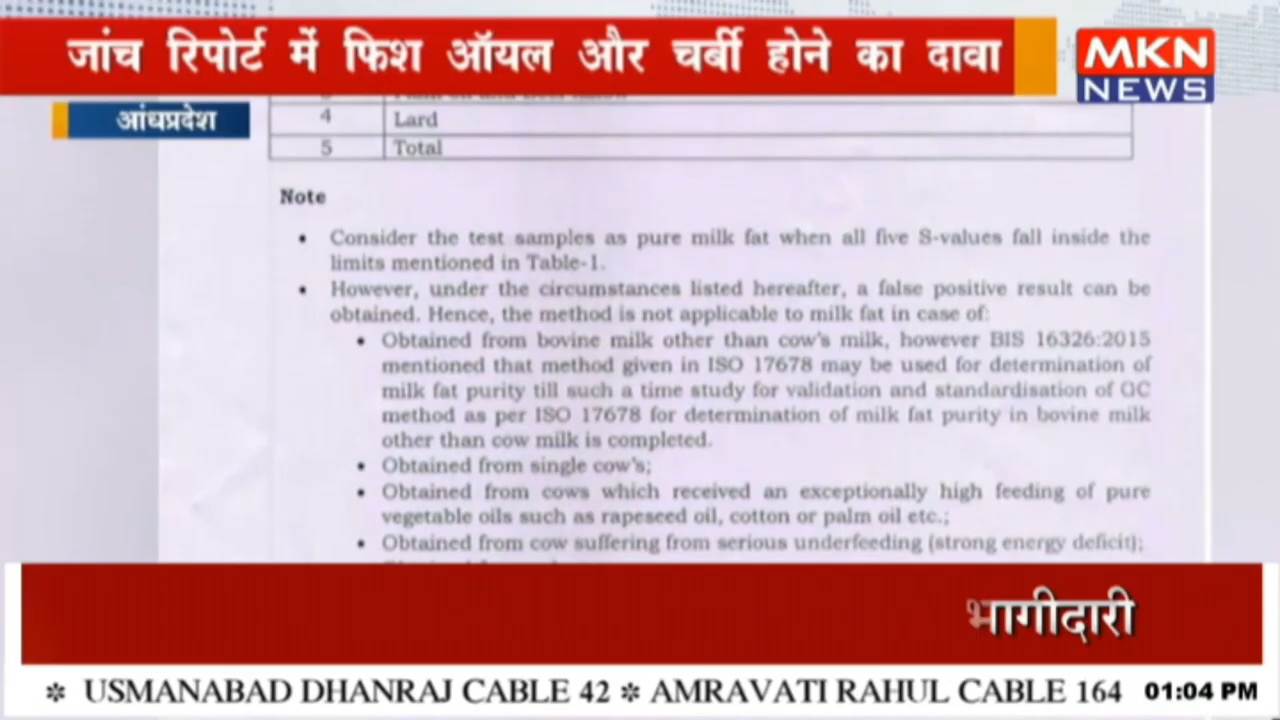 जांच रिपोर्ट में फिश ऑयल और चर्बी होने का दावा
MKN
NEWS
आंध्रप्रदेश
4 Lard
5 Total
Note
• Consider the test samples as pure milk fat when all five S-values fall inside the
limits mentioned in Table-1.
• However, under the circumstances listed hereafter, a false positive result can be
obtained. Hence, the method is not applicable to milk fat in case of:
• Obtained from bovine milk other than cow's milk, however BIS 16326:2015
mentioned that method given in ISO 17678 may be used for determination of
milk fat purity till such a time study for validation and standardisation of GC
method as per ISO 17678 for determination of milk fat purity in bovine milk
other than cow milk is completed.
• Obtained from single cow's;
• Obtained from cows which received an exceptionally high feeding of pure
vegetable oils such as rapeseed oil, cotton or palm oil etc.;
• Obtained from cow suffering from serious underfeeding (strong energy deficit);
भागीदारी
✼ USMANABAD DHANRAJ CABLE 42 ✼ AMRAVATI RAHUL CABLE 164 01:04 PM